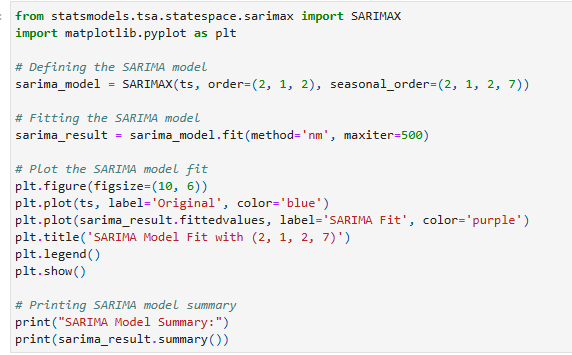 from statsmodels.tsa.statespace.sarimax import SARIMAX
import matplotlib.pyplot as plt
# Defining the SARIMA model
sarima_model = SARIMAX(ts, order=(2, 1, 2), seasonal_order=(2, 1, 2, 7))
# Fitting the SARIMA model
sarima_result = sarima_model.fit(method='nm', maxiter=500)
# Plot the SARIMA model fit
plt.figure(figsize=(10, 6))
plt.plot(ts, label='Original', color='blue')
plt.plot(sarima_result.fittedvalues, label='SARIMA Fit', color='purple')
plt.title('SARIMA Model Fit with (2, 1, 2, 7)')
plt.legend()
plt.show()
# Printing SARIMA model summary
print("SARIMA Model Summary:")
print(sarima_result.summary())